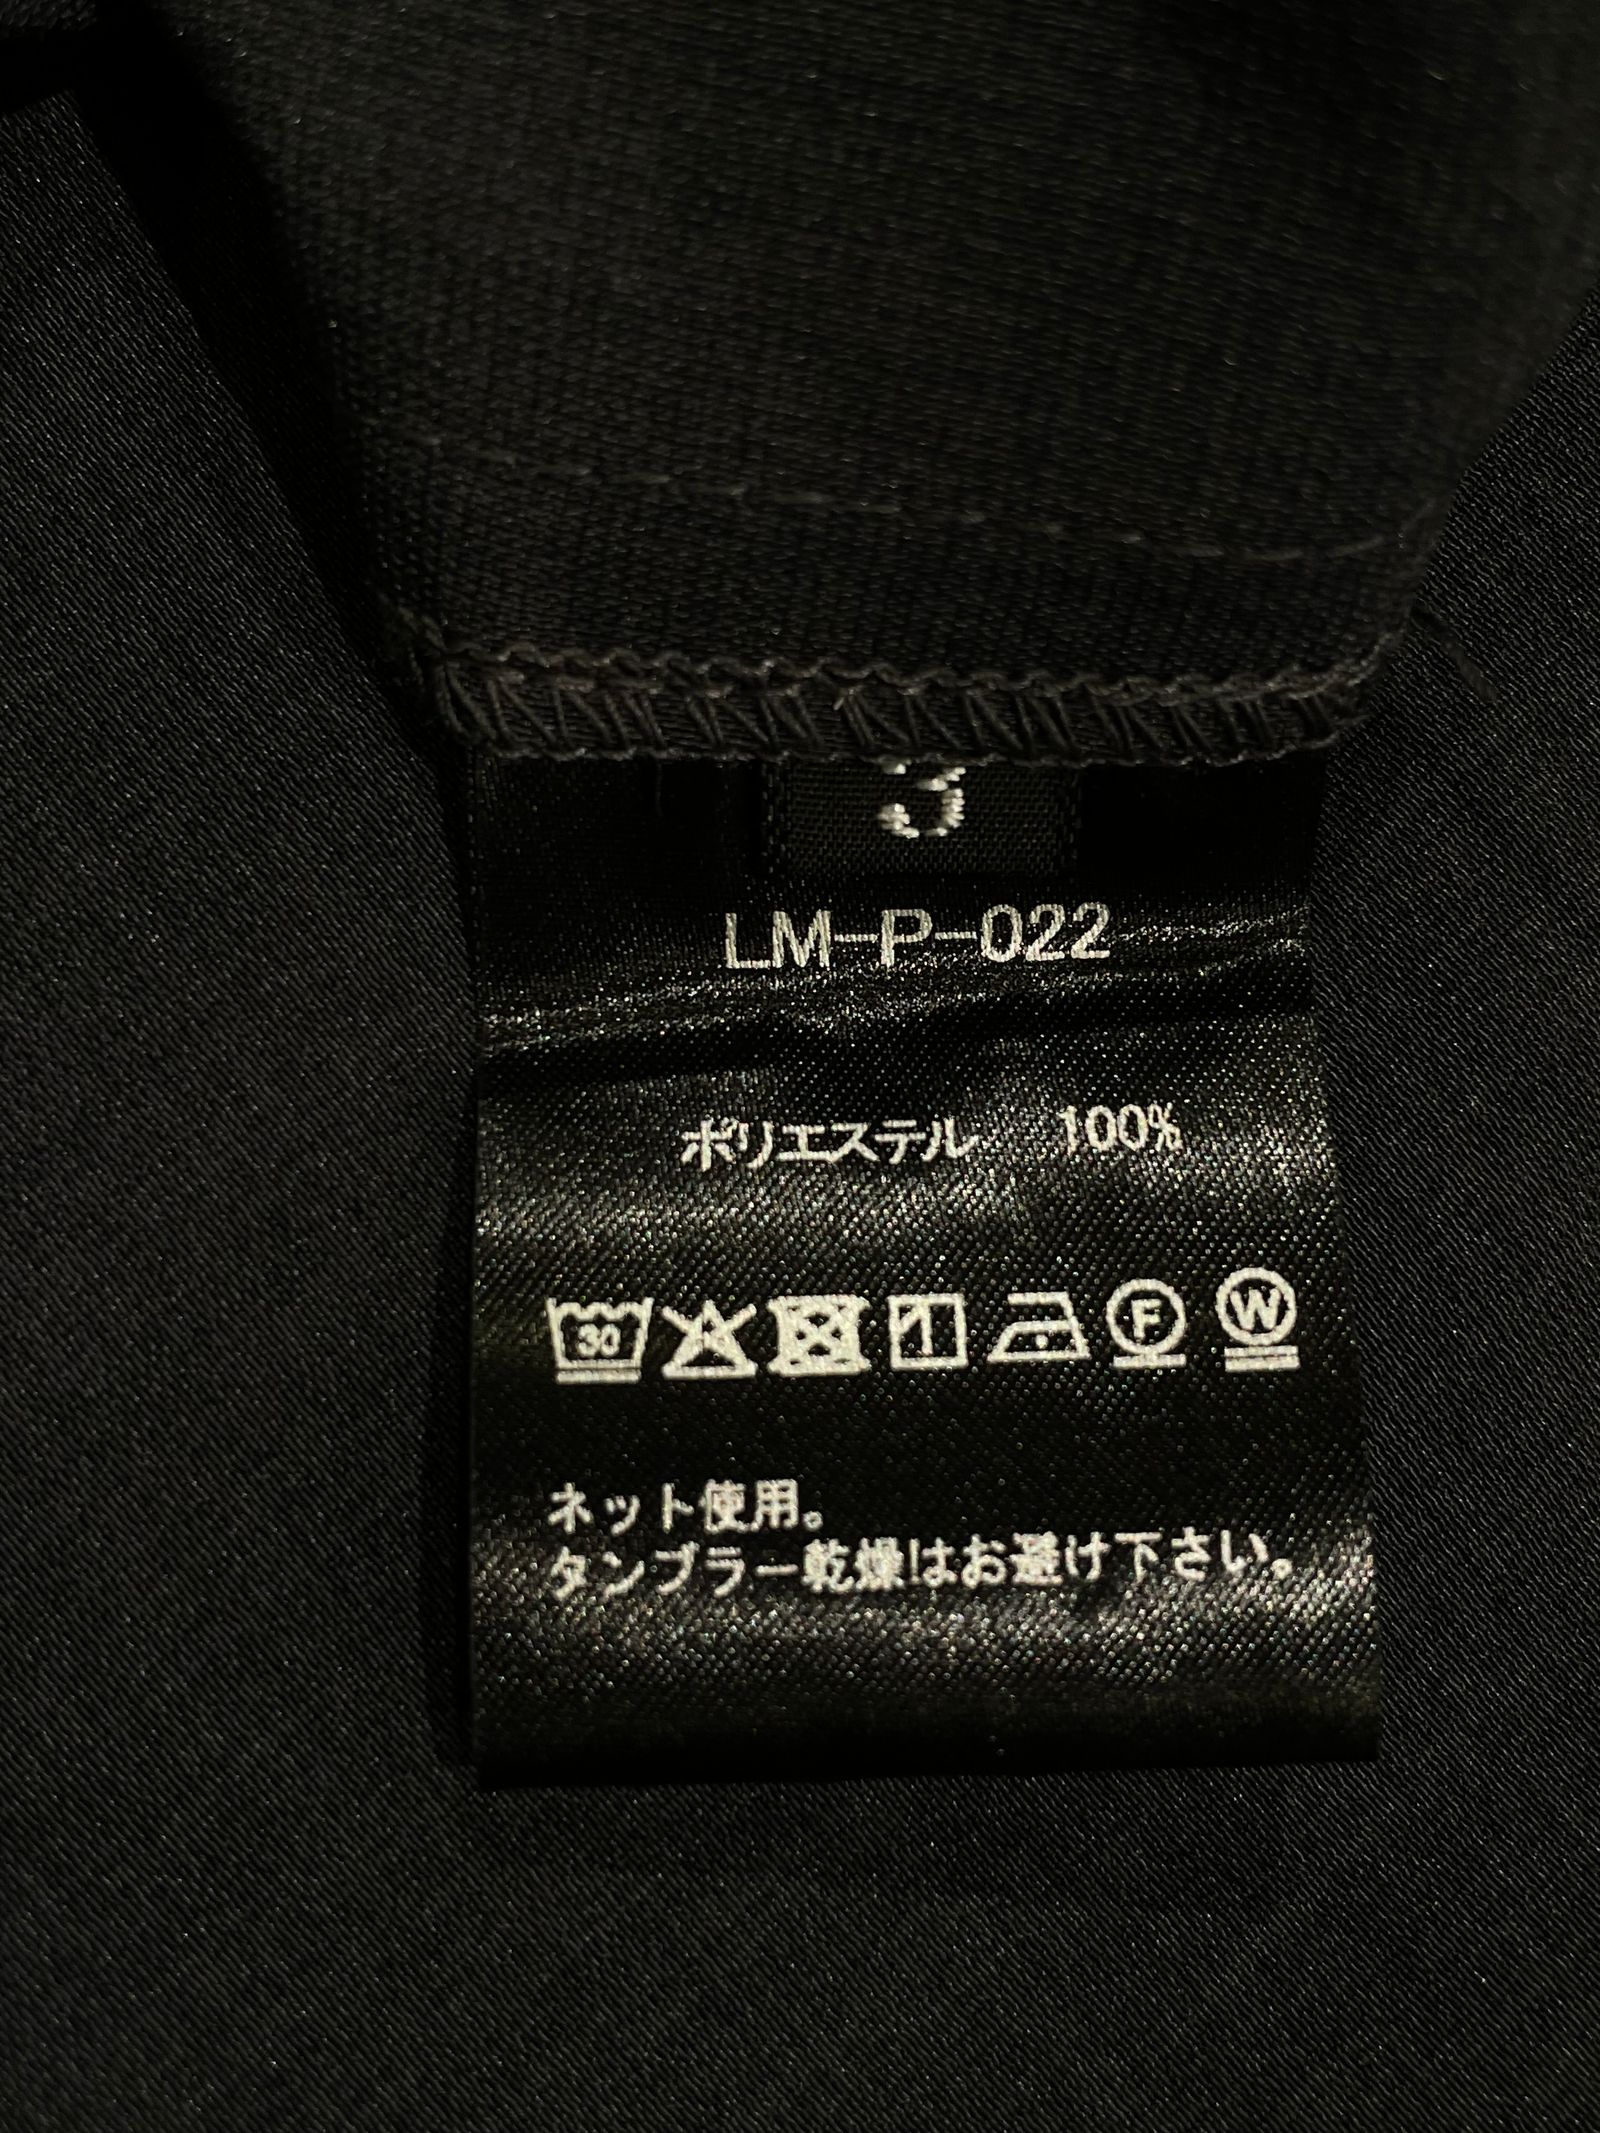 3
LM-P-022
ポリエステル 100%
30 1 F W
ネット使用。
タンブラー乾燥はお避け下さい。